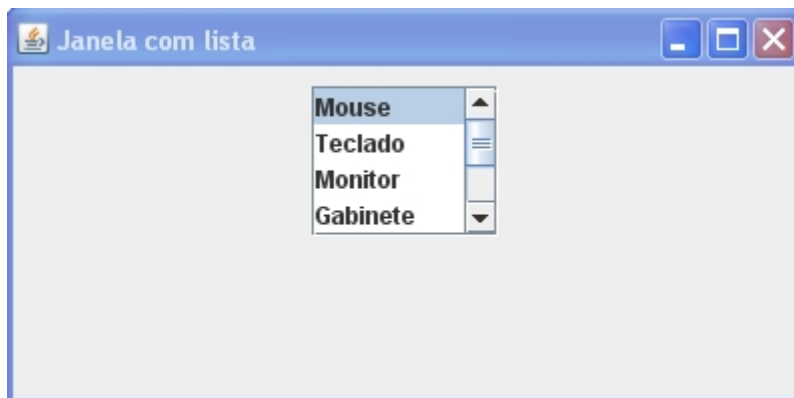 Janela com lista
Mouse
Teclado
Monitor
Gabinete